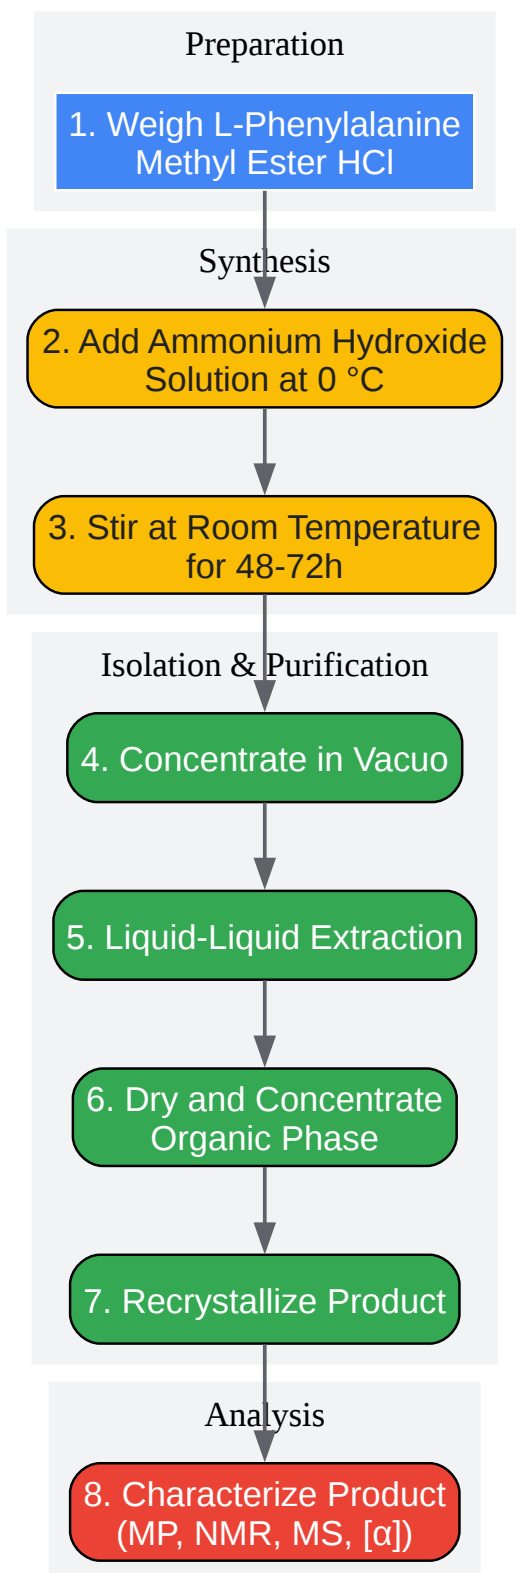 Preparation
1. Weigh L-Phenylalanine
Methyl Ester HCl
Synthesis
2. Add Ammonium Hydroxide
Solution at 0 °C
3. Stir at Room Temperature
for 48-72h
Isolation & Purification
4. Concentrate in Vacuo
5. Liquid-Liquid Extraction
6. Dry and Concentrate
Organic Phase
7. Recrystallize Product
Analysis
8. Characterize Product
(MP, NMR, MS, [α])